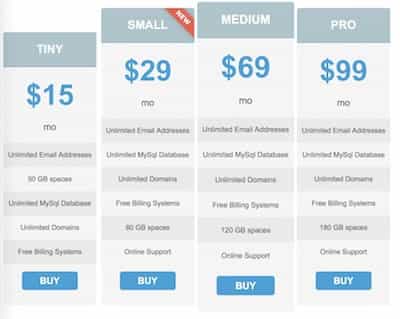 TINY
$15
mo
Unlimited Email Addresses
50 GB spaces
Unlimited MySql Database
Unlimited Domains
Free Billing Systems
BUY
SMALL
NEW
$29
mo
Unlimited Email Addresses
Unlimited MySql Database
Unlimited Domains
Free Billing Systems
80 GB spaces
Online Support
BUY
MEDIUM
$69
mo
Unlimited Email Addresses
Unlimited MySql Database
Unlimited Domains
Free Billing Systems
120 GB spaces
Online Support
BUY
PRO
$99
mo
Unlimited Email Addresses
Unlimited MySql Database
Unlimited Domains
Free Billing Systems
180 GB spaces
Online Support
BUY